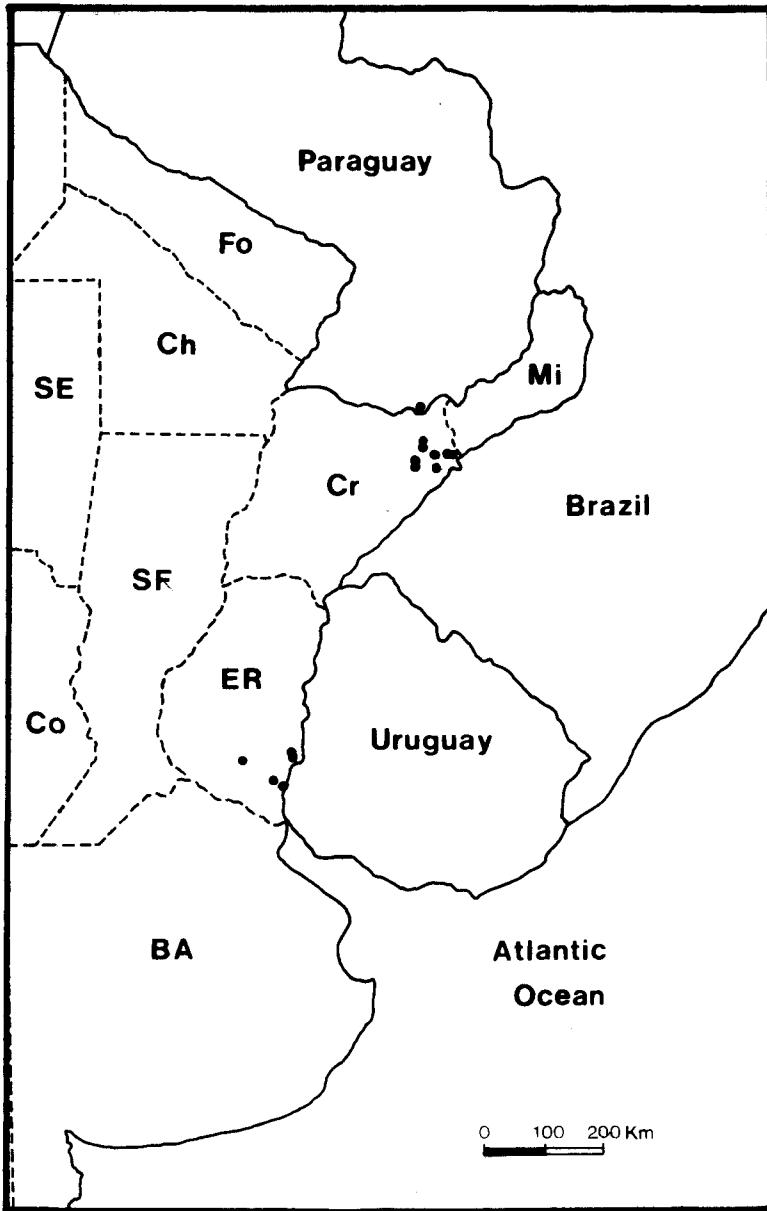 Paraguay
Fo
Ch
SE
Mi
Cr
Brazil
SF
ER
Co
Uruguay
BA
Atlantic
Ocean
0 100 200 Km